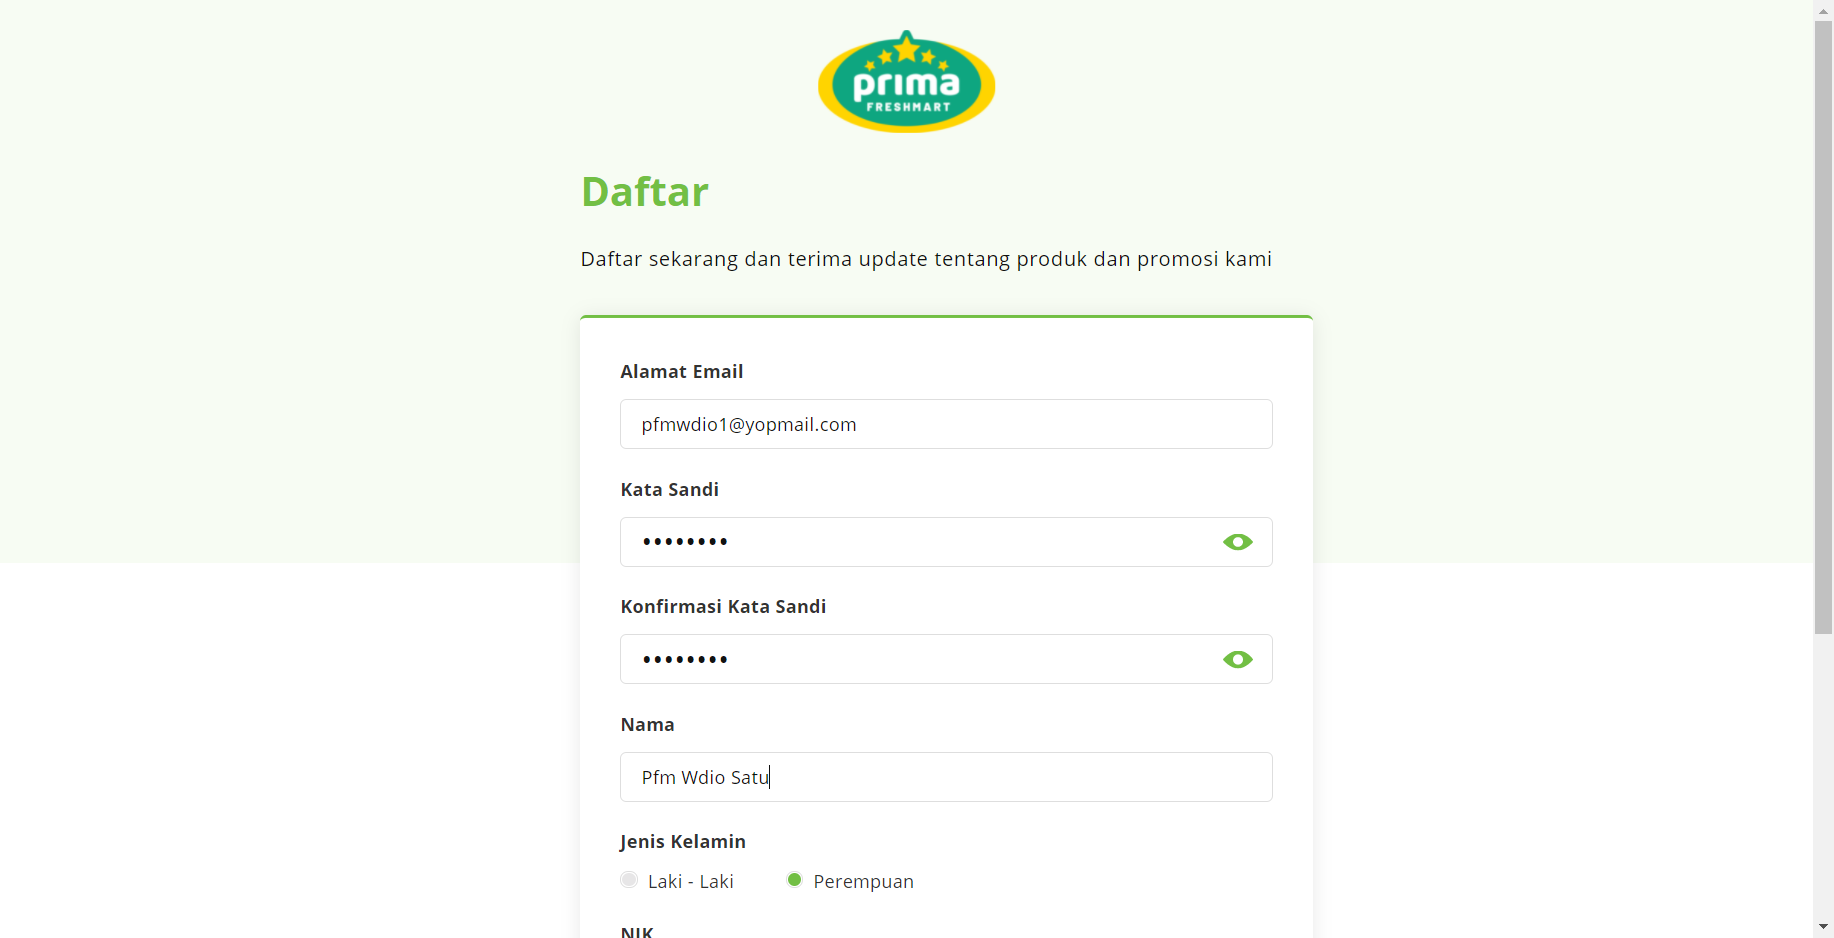 prima
FRESHMART
Daftar
Daftar sekarang dan terima update tentang produk dan promosi kami
Alamat Email
pfmwdio1@yopmail.com
Kata Sandi
••••••••
Konfirmasi Kata Sandi
••••••••
Nama
Pfm Wdio Satu
Jenis Kelamin
Laki - Laki Perempuan
NIK